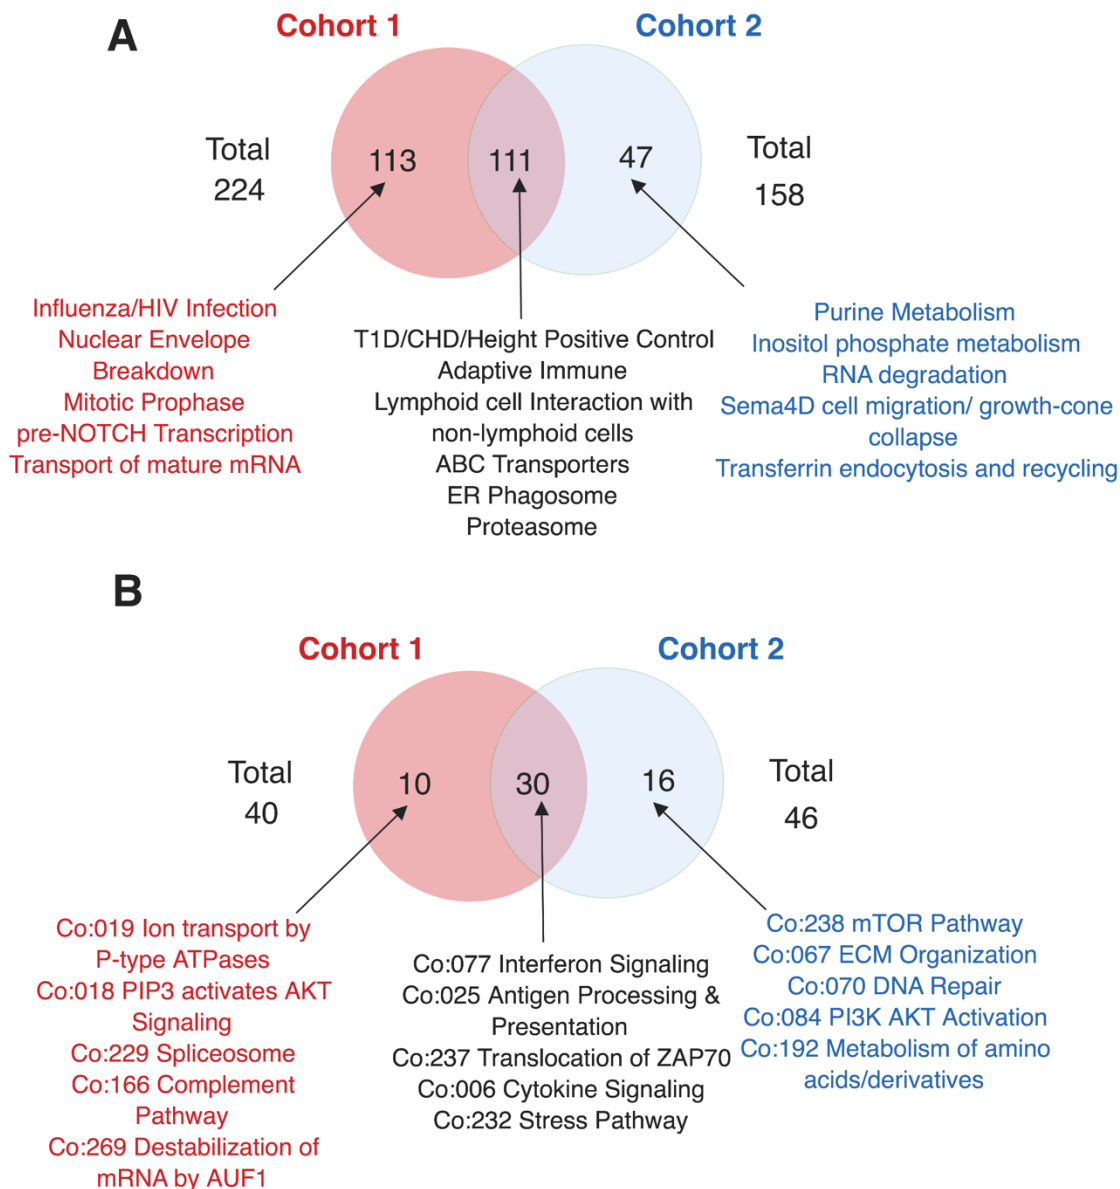 A
Cohort 1
Cohort 2
Total
224
113
111
47
Total
158
Influenza/HIV Infection
Nuclear Envelope
Breakdown
Mitotic Prophase
pre-NOTCH Transcription
Transport of mature mRNA
T1D/CHD/Height Positive Control
Adaptive Immune
Lymphoid cell Interaction with
non-lymphoid cells
ABC Transporters
ER Phagosome
Proteasome
Purine Metabolism
Inositol phosphate metabolism
RNA degradation
Sema4D cell migration/ growth-cone
collapse
Transferrin endocytosis and recycling
B
Cohort 1
Cohort 2
Total
40
10
30
16
Total
46
Co:019 Ion transport by
P-type ATPases
Co:018 PIP3 activates AKT
Signaling
Co:229 Spliceosome
Co:166 Complement
Pathway
Co:269 Destabilization of
mRNA by AUF1
Co:077 Interferon Signaling
Co:025 Antigen Processing &
Presentation
Co:237 Translocation of ZAP70
Co:006 Cytokine Signaling
Co:232 Stress Pathway
Co:238 mTOR Pathway
Co:067 ECM Organization
Co:070 DNA Repair
Co:084 PI3K AKT Activation
Co:192 Metabolism of amino
acids/derivatives